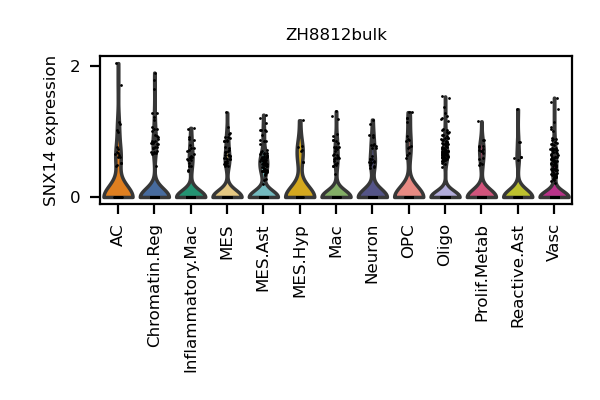 ZH8812bulk
SNX14 expression
2
0
AC
Chromatin.Reg
Inflammatory.Mac
MES
MES.Ast
MES.Hyp
Mac
Neuron
OPC
Oligo
Prolif.Metab
Reactive.Ast
Vasc